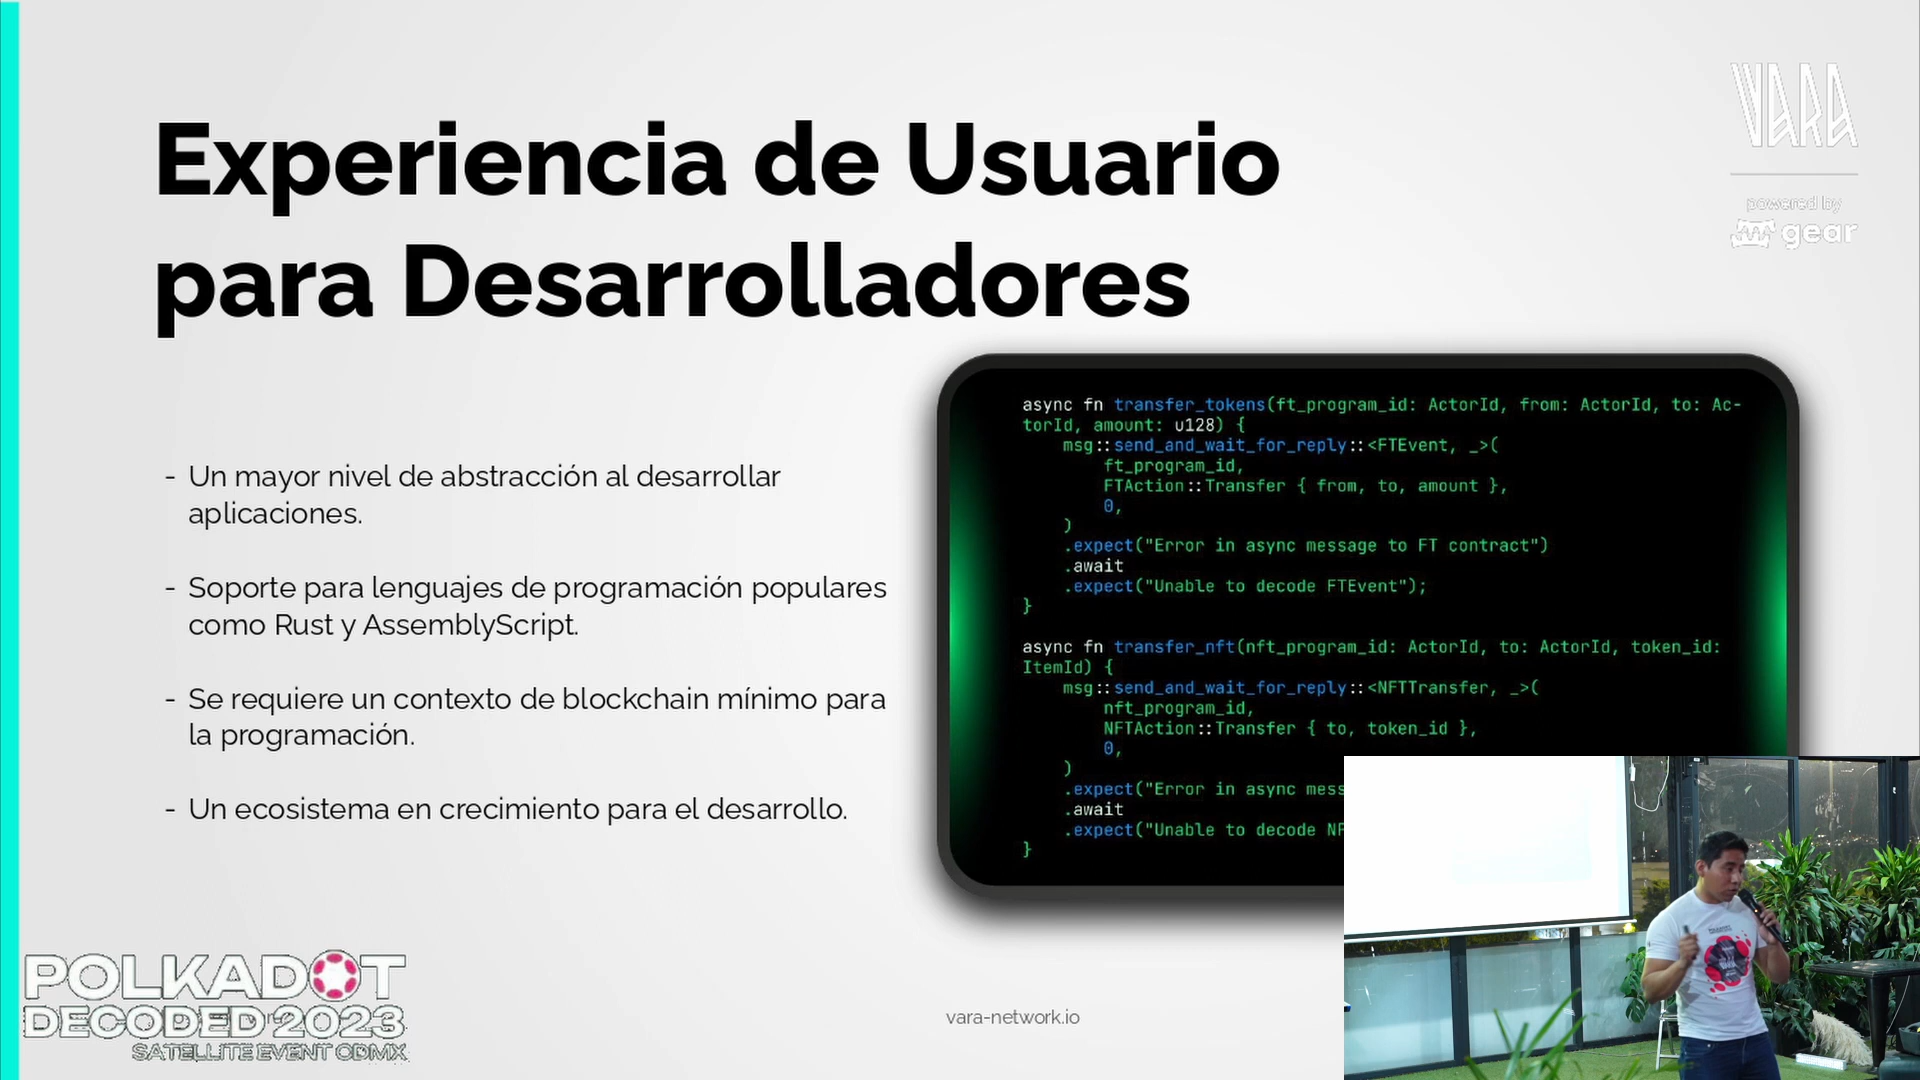 Experiencia de Usuario
para Desarrolladores
VARA
powered by
gear
- Un mayor nivel de abstracción al desarrollar
aplicaciones.
- Soporte para lenguajes de programación populares
como Rust y AssemblyScript.
- Se requiere un contexto de blockchain mínimo para
la programación.
- Un ecosistema en crecimiento para el desarrollo.
async fn transfer_tokens(ft_program_id: ActorId, from: ActorId, to: Ac-
torId, amount: u128) {
msg::send_and_wait_for_reply::<FTEvent, _>(
ft_program_id,
FTAction::Transfer { from, to, amount },
0,
)
.expect("Error in async message to FT contract")
.await
.expect("Unable to decode FTEvent");
}
async fn transfer_nft(nft_program_id: ActorId, to: ActorId, token_id:
ItemId) {
msg::send_and_wait_for_reply::<NFTTransfer, _>(
nft_program_id,
NFTAction::Transfer { to, token_id },
0,
)
.expect("Error in async mess
.await
.expect("Unable to decode NF
}
POLKADOT
DECODED 2023
SATELLITE EVENT CDMX
vara-network.io